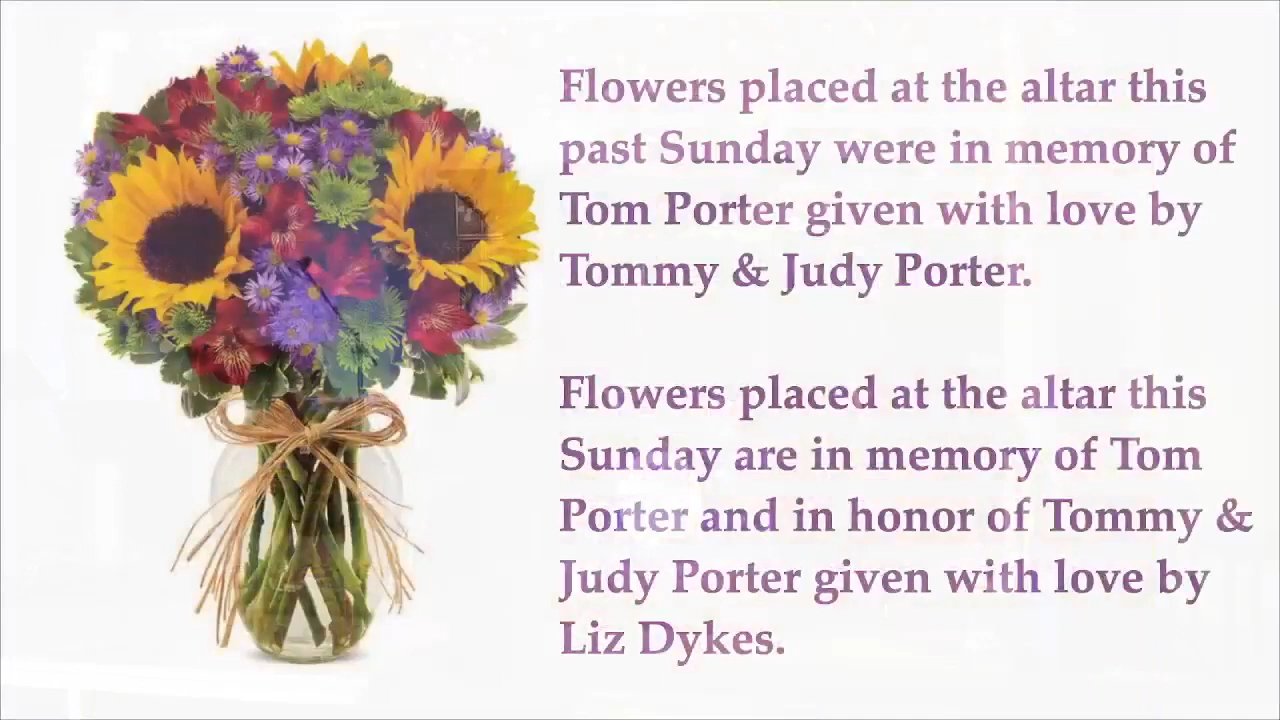 Flowers placed at the altar this
past Sunday were in memory of
Tom Porter given with love by
Tommy & Judy Porter.
Flowers placed at the altar this
Sunday are in memory of Tom
Porter and in honor of Tommy &
Judy Porter given with love by
Liz Dykes.